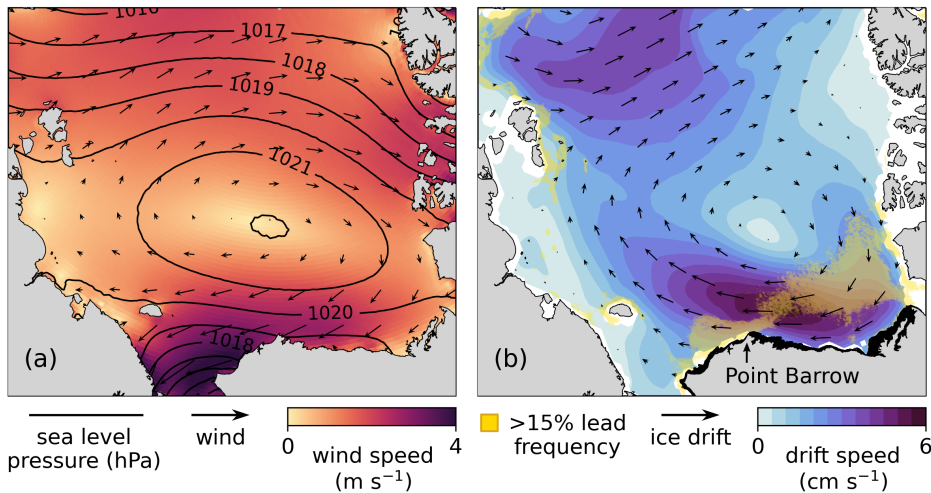 1016
1017
1018
1019
1021
1020
1018
(a)
(b)
Point Barrow
sea level
pressure (hPa)
wind
0
4
wind speed
(m s⁻¹)
>15% lead
frequency
ice drift
0
6
drift speed
(cm s⁻¹)